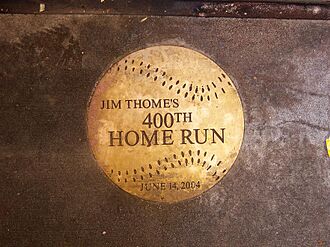 JIM THOME'S
400TH
HOME RUN
JUNE 14, 2004